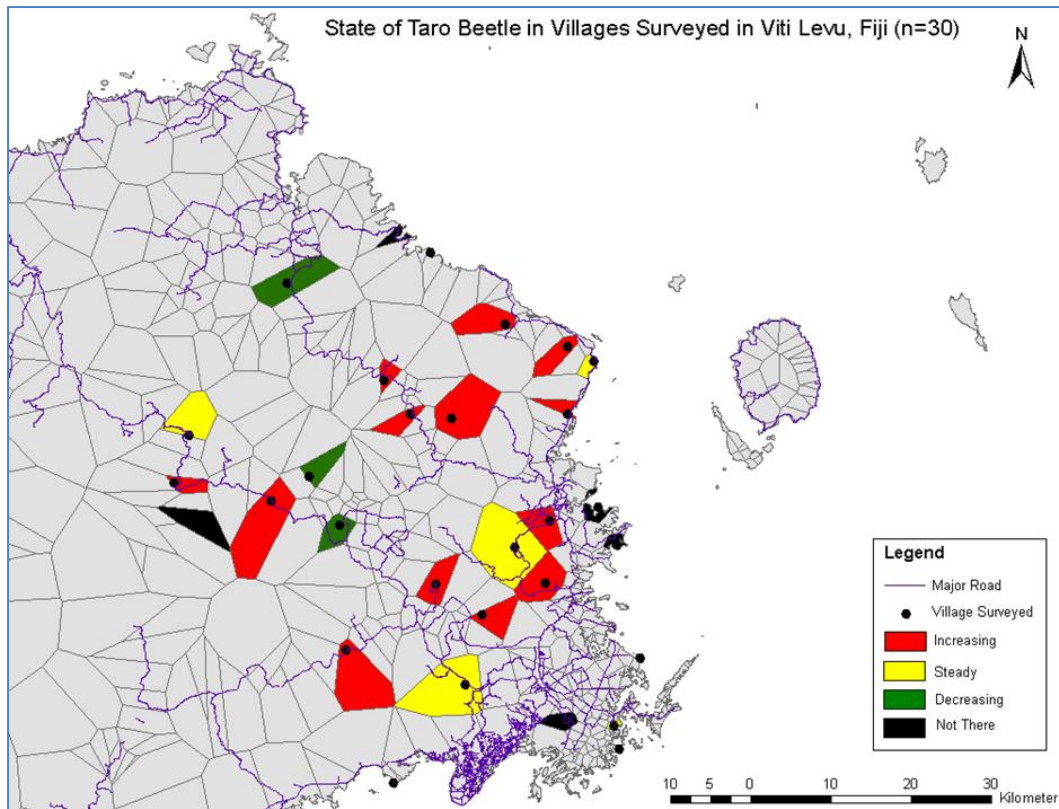 State of Taro Beetle in Villages Surveyed in Viti Levu, Fiji (n=30)
N
Legend
Major Road
Village Surveyed
Increasing
Steady
Decreasing
Not There
10 5 0 10 20 30
Kilometer